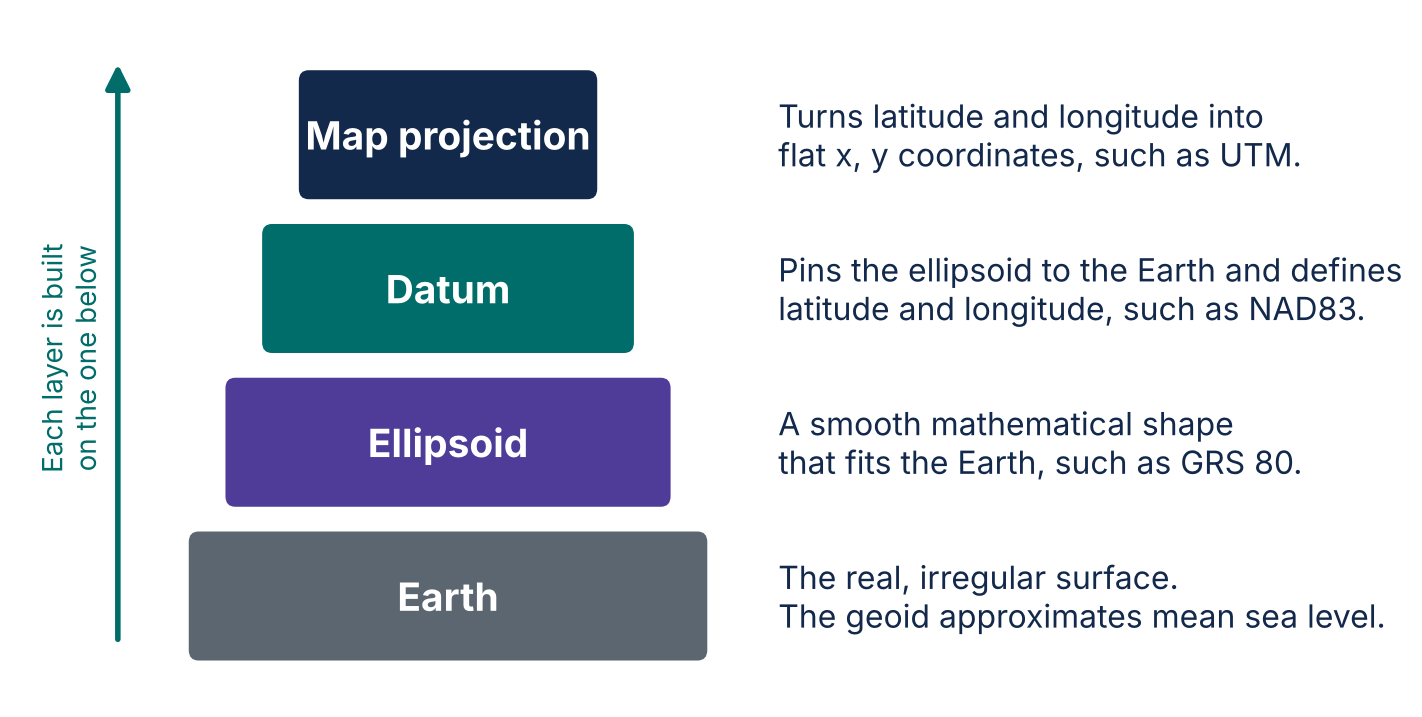 Each layer is built
on the one below
Map projection
Turns latitude and longitude into
flat x, y coordinates, such as UTM.
Datum
Pins the ellipsoid to the Earth and defines
latitude and longitude, such as NAD83.
Ellipsoid
A smooth mathematical shape
that fits the Earth, such as GRS 80.
Earth
The real, irregular surface.
The geoid approximates mean sea level.